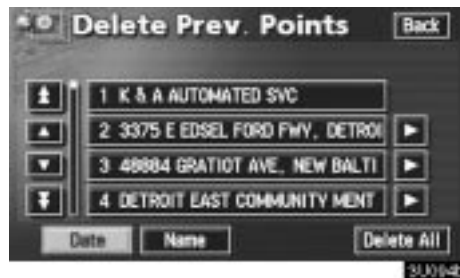 Delete Prev. Points Back
1 K & A AUTOMATED SVC
2 3375 E EDSEL FORD FWY, DETROI
3 48884 GRATIOT AVE, NEW BALTI
4 DETROIT EAST COMMUNITY MENT
Date Name Delete All
3U094b